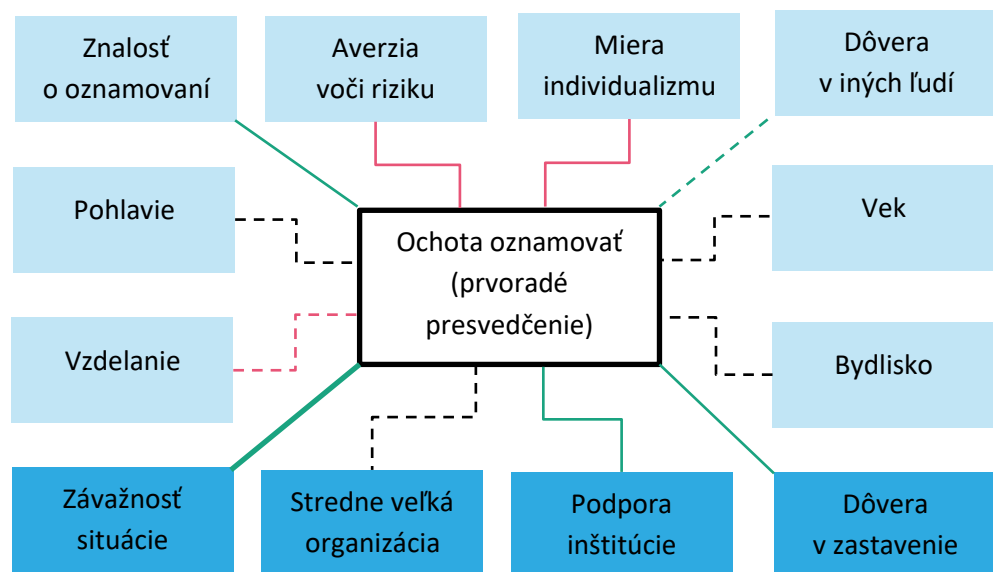 Znalosť
o oznamovaní
Averzia
voči riziku
Miera
individualizmu
Dôvera
v iných ľudí
Pohlavie
Ochota oznamovať
(prvoradé
presvedčenie)
Vek
Vzdelanie
Bydlisko
Závažnosť
situácie
Stredne veľká
organizácia
Podpora
inštitúcie
Dôvera
v zastavenie